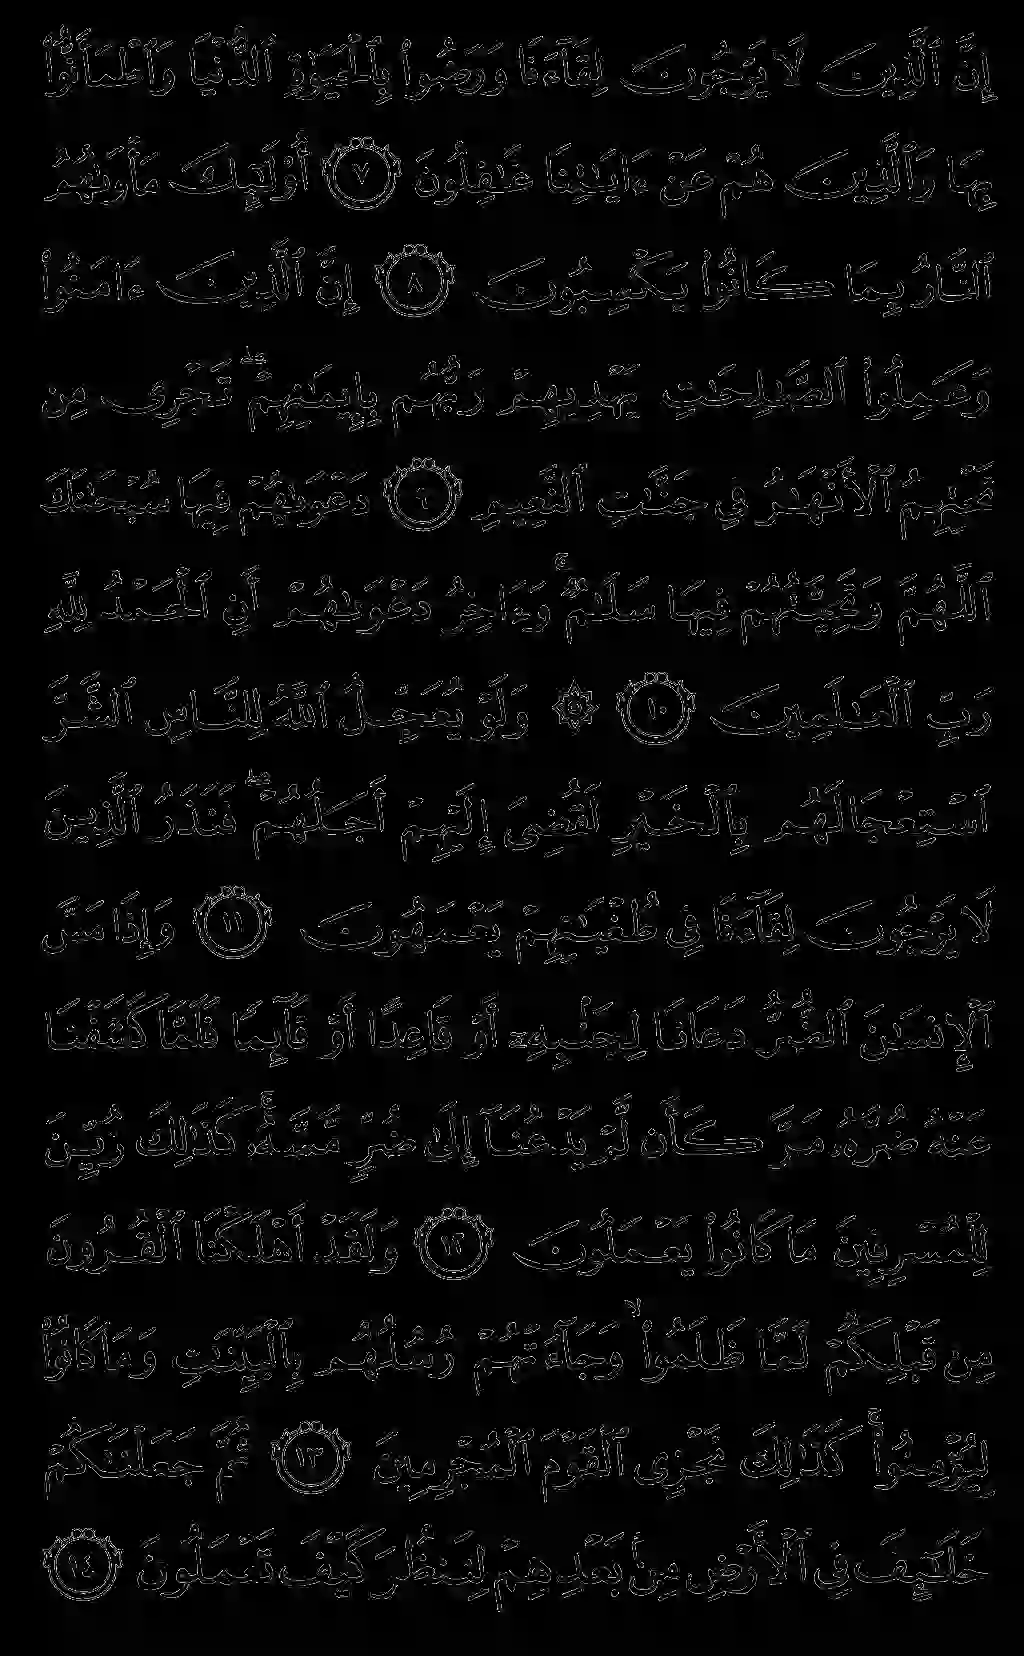 إِنَّ ٱلَّذِينَ لَا يَرۡجُونَ لِقَآءَنَا وَرَضُواْ بِٱلۡحَيَوٰةِ ٱلدُّنۡيَا وَٱطۡمَأَنُّواْ
بِهَا وَٱلَّذِينَ هُمۡ عَنۡ ءَايَٰتِنَا غَٰفِلُونَ ٧ أُوْلَٰٓئِكَ مَأۡوَىٰهُمُ
ٱلنَّارُ بِمَا كَانُواْ يَكۡسِبُونَ ٨ إِنَّ ٱلَّذِينَ ءَامَنُواْ
وَعَمِلُواْ ٱلصَّٰلِحَٰتِ يَهۡدِيهِمۡ رَبُّهُم بِإِيمَٰنِهِمۡۖ تَجۡرِي مِن
تَحۡتِهِمُ ٱلۡأَنۡهَٰرُ فِي جَنَّٰتِ ٱلنَّعِيمِ ٩ دَعۡوَىٰهُمۡ فِيهَا سُبۡحَٰنَكَ
ٱللَّهُمَّ وَتَحِيَّتُهُمۡ فِيهَا سَلَٰمٞۚ وَءَاخِرُ دَعۡوَىٰهُمۡ أَنِ ٱلۡحَمۡدُ لِلَّهِ
رَبِّ ٱلۡعَٰلَمِينَ ١٠ ۞ وَلَوۡ يُعَجِّلُ ٱللَّهُ لِلنَّاسِ ٱلشَّرَّ
ٱسۡتِعۡجَالَهُم بِٱلۡخَيۡرِ لَقُضِيَ إِلَيۡهِمۡ أَجَلُهُمۡۖ فَنَذَرُ ٱلَّذِينَ
لَا يَرۡجُونَ لِقَآءَنَا فِي طُغۡيَٰنِهِمۡ يَعۡمَهُونَ ١١ وَإِذَا مَسَّ
ٱلۡإِنسَٰنَ ٱلضُّرُّ دَعَانَا لِجَنۢبِهِۦٓ أَوۡ قَاعِدًا أَوۡ قَآئِمٗا فَلَمَّا كَشَفۡنَا
عَنۡهُ ضُرَّهُۥ مَرَّ كَأَن لَّمۡ يَدۡعُنَآ إِلَىٰ ضُرّٖ مَّسَّهُۥۚ كَذَٰلِكَ زُيِّنَ
لِلۡمُسۡرِفِينَ مَا كَانُواْ يَعۡمَلُونَ ١٢ وَلَقَدۡ أَهۡلَكۡنَا ٱلۡقُرُونَ
مِن قَبۡلِكُمۡ لَمَّا ظَلَمُواْۙ وَجَآءَتۡهُمۡ رُسُلُهُم بِٱلۡبَيِّنَٰتِ وَمَا كَانُواْ
لِيُؤۡمِنُواْۚ كَذَٰلِكَ نَجۡزِي ٱلۡقَوۡمَ ٱلۡمُجۡرِمِينَ ١٣ ثُمَّ جَعَلۡنَٰكُمۡ
خَلَٰٓئِفَ فِي ٱلۡأَرۡضِ مِنۢ بَعۡدِهِمۡ لِنَنظُرَ كَيۡفَ تَعۡمَلُونَ ١٤